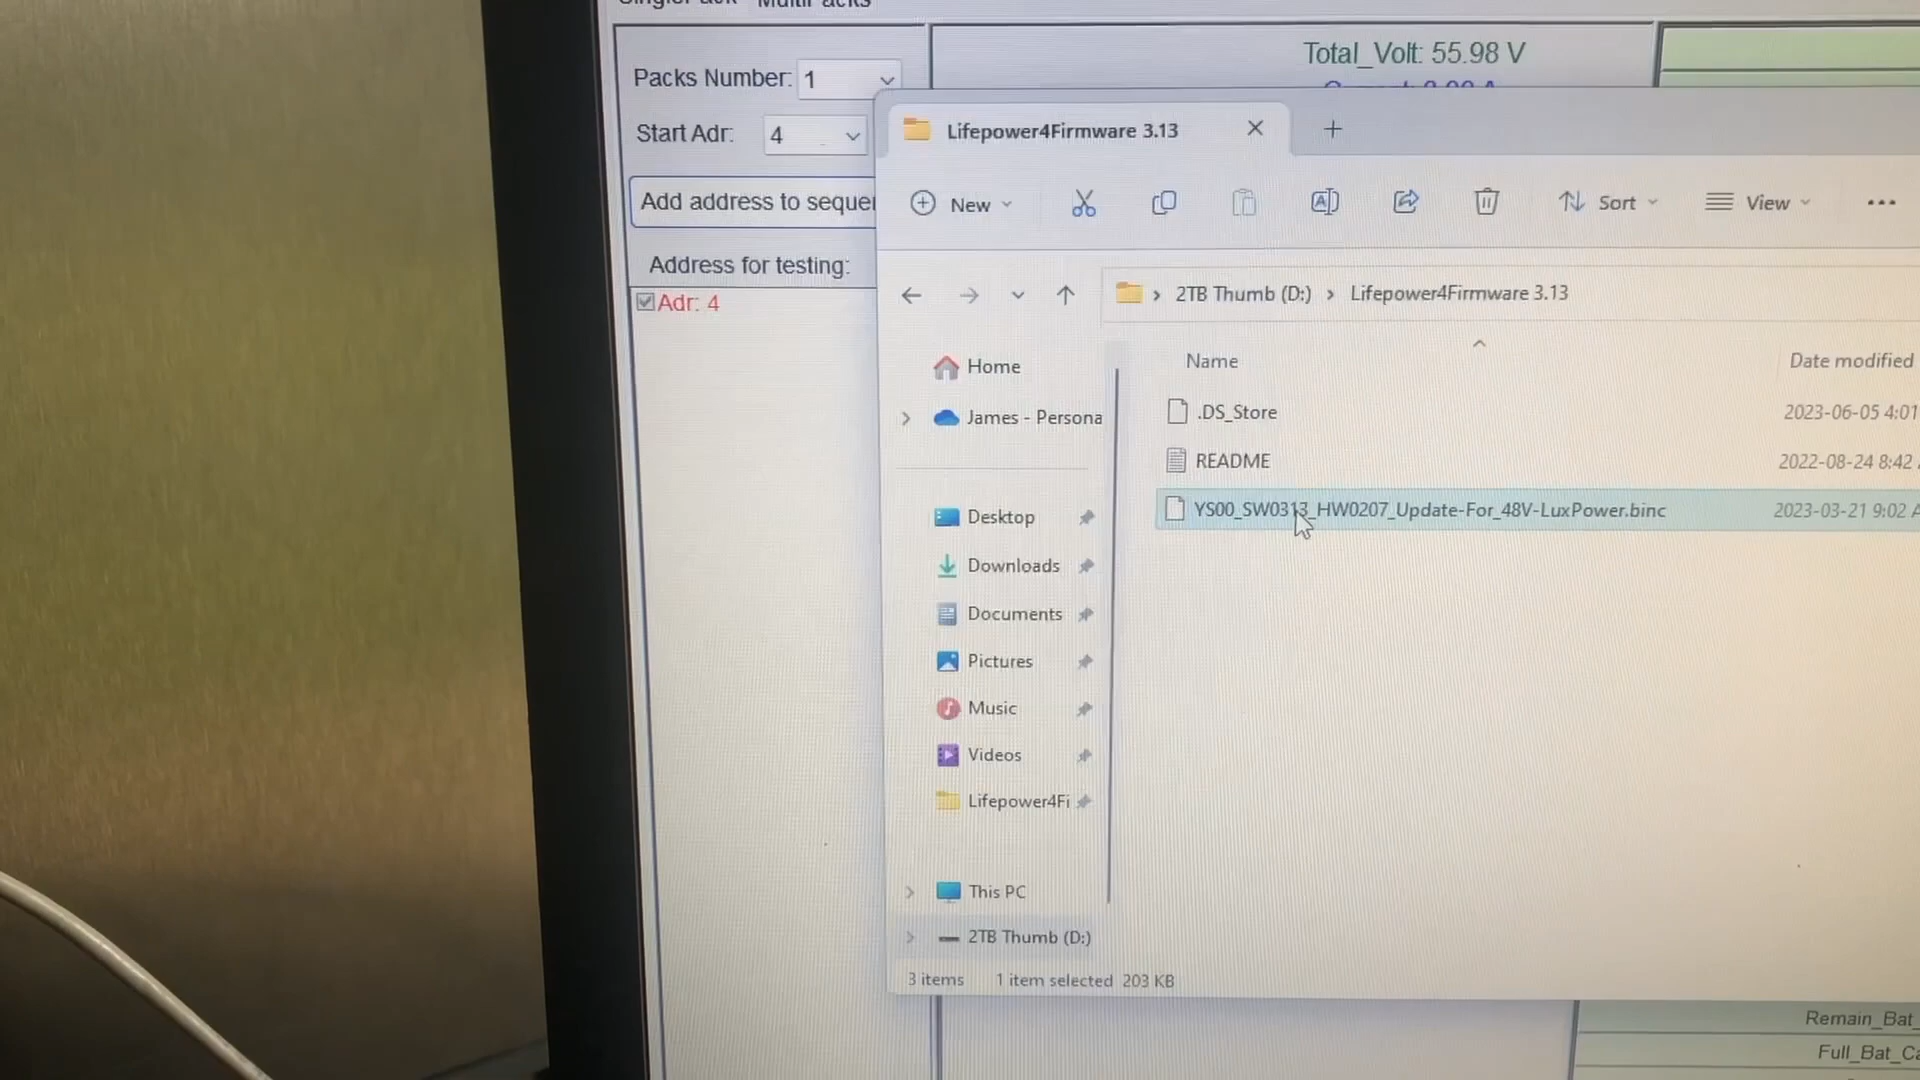 Packs Number: 1
Start Adr: 4
Add address to seque
Address for testing:
Adr: 4
Total_Volt: 55.98 V
Lifepower4Firmware 3.13
New
Sort
View
2TB Thumb (D:) > Lifepower4Firmware 3.13
Name
Date modified
.DS_Store
2023-06-05 4:01
README
2022-08-24 8:42
YS00_SW0313_HW0207_Update-For_48V-LuxPower.binc
2023-03-21 9:02 A
Home
James - Persona
Desktop
Downloads
Documents
Pictures
Music
Videos
Lifepower4Fi
This PC
2TB Thumb (D:)
3 items
1 item selected
203 KB
Remain_Bat_
Full_Bat_Ca